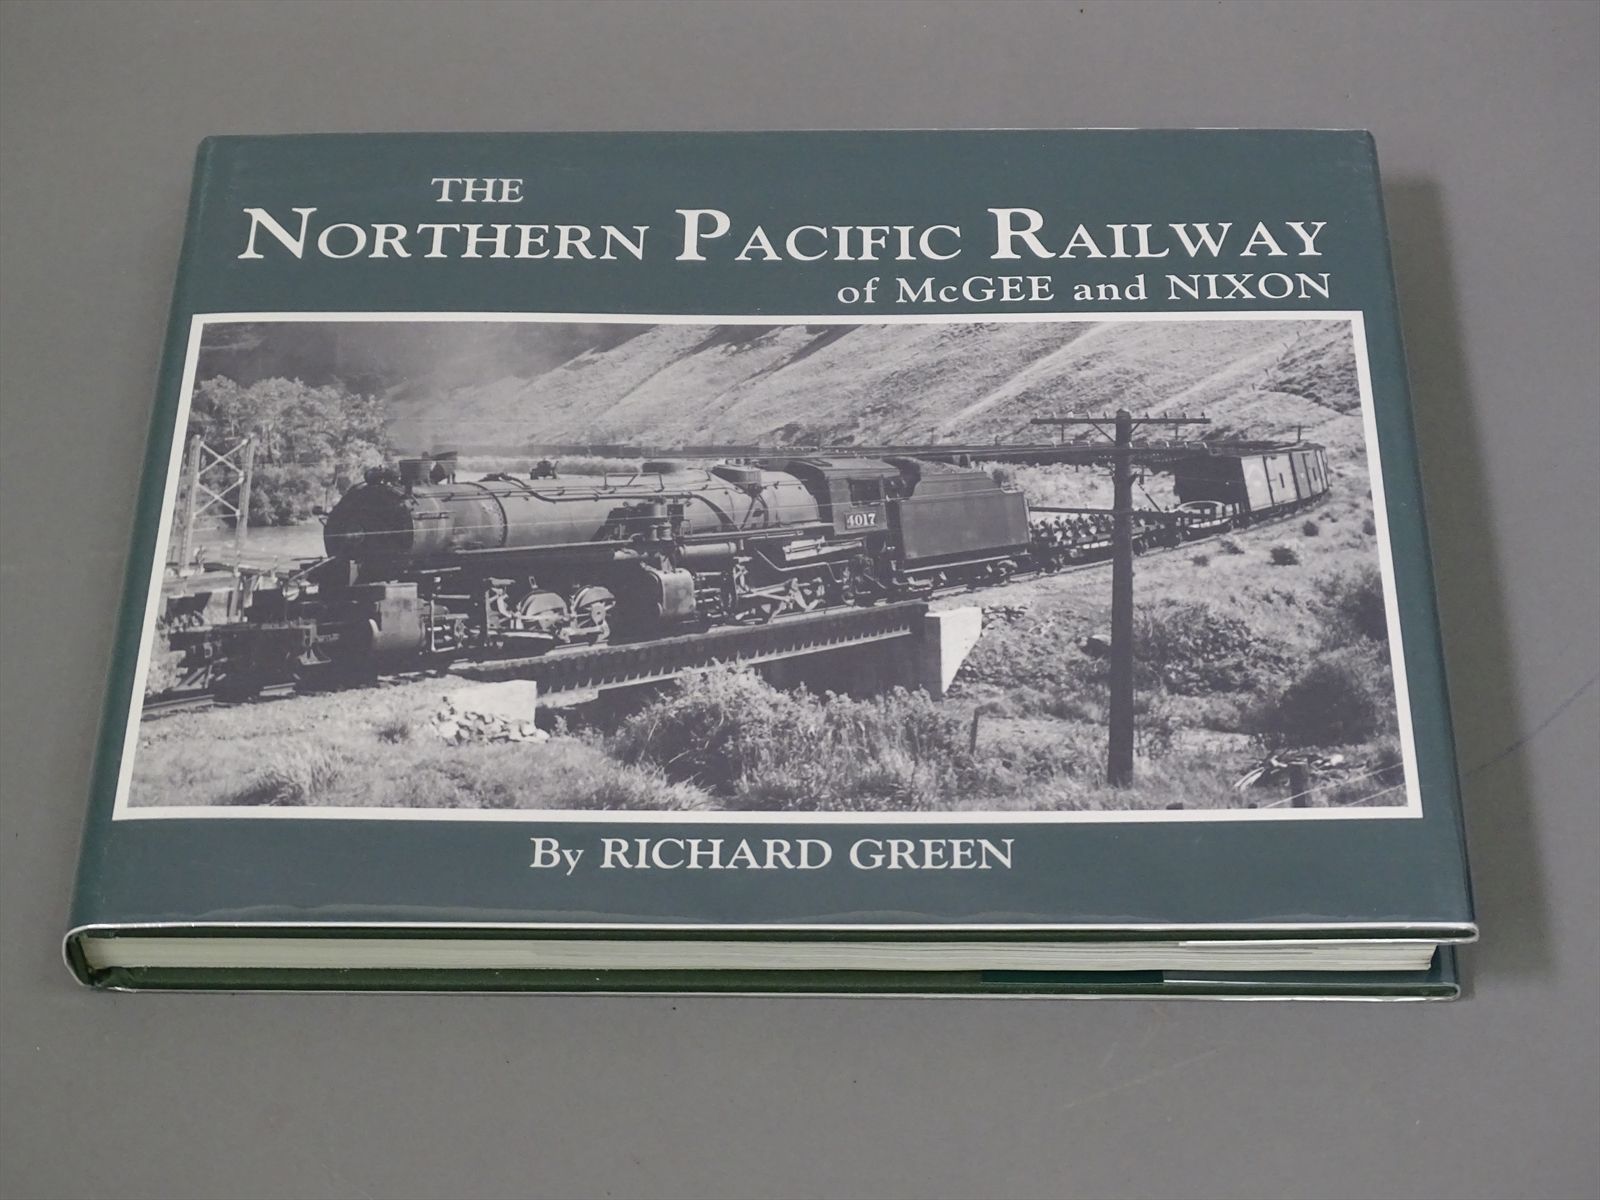 THE
NORTHERN PACIFIC RAILWAY
of McGEE and NIXON
4017
By RICHARD GREEN